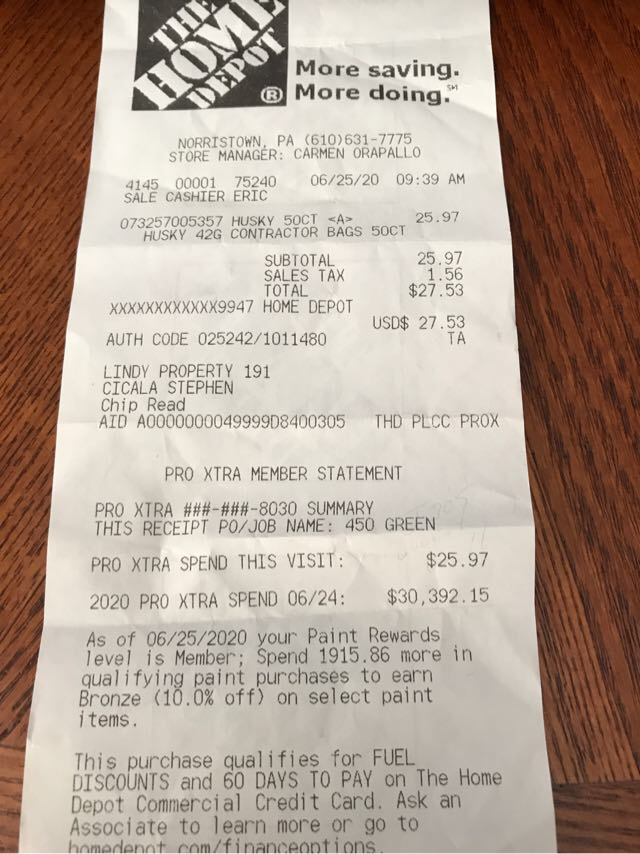 THE
HOME
DEPOT
®
More saving.
More doing.℠
NORRISTOWN, PA (610)631-7775
STORE MANAGER: CARMEN ORAPALLO
4145 00001 75240 06/25/20 09:39 AM
SALE CASHIER ERIC
073257005357 HUSKY 50CT <A> 25.97
HUSKY 42G CONTRACTOR BAGS 50CT
SUBTOTAL 25.97
SALES TAX 1.56
TOTAL $27.53
XXXXXXXXXXXX9947 HOME DEPOT
USD$ 27.53
AUTH CODE 025242/1011480 TA
LINDY PROPERTY 191
CICALA STEPHEN
Chip Read
AID A0000000049999D8400305 THD PLCC PROX
PRO XTRA MEMBER STATEMENT
PRO XTRA ###-###-8030 SUMMARY
THIS RECEIPT PO/JOB NAME: 450 GREEN
PRO XTRA SPEND THIS VISIT: $25.97
2020 PRO XTRA SPEND 06/24: $30,392.15
As of 06/25/2020 your Paint Rewards
level is Member; Spend 1915.86 more in
qualifying paint purchases to earn
Bronze (10.0% off) on select paint
items.
This purchase qualifies for FUEL
DISCOUNTS and 60 DAYS TO PAY on The Home
Depot Commercial Credit Card. Ask an
Associate to learn more or go to
homedepot.com/financeoptions.